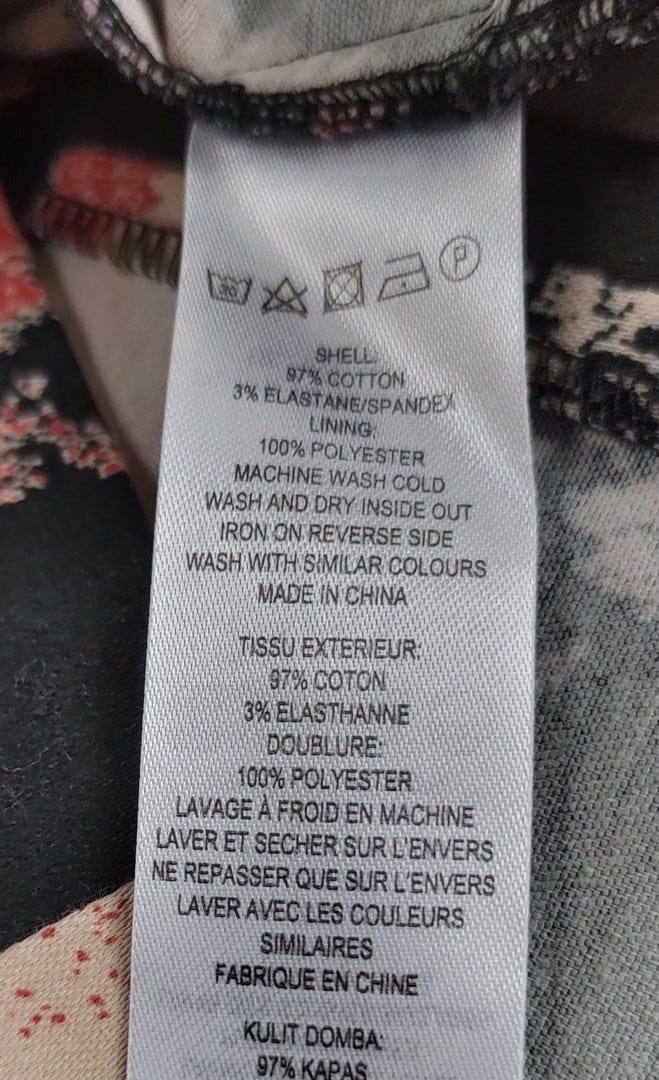 30
P
SHELL:
97% COTTON
3% ELASTANE/SPANDEX
LINING:
100% POLYESTER
MACHINE WASH COLD
WASH AND DRY INSIDE OUT
IRON ON REVERSE SIDE
WASH WITH SIMILAR COLOURS
MADE IN CHINA
TISSU EXTERIEUR:
97% COTON
3% ELASTHANNE
DOUBLURE:
100% POLYESTER
LAVAGE À FROID EN MACHINE
LAVER ET SECHER SUR L'ENVERS
NE REPASSER QUE SUR L'ENVERS
LAVER AVEC LES COULEURS
SIMILAIRES
FABRIQUE EN CHINE
KULIT DOMBA:
97% KAPAS